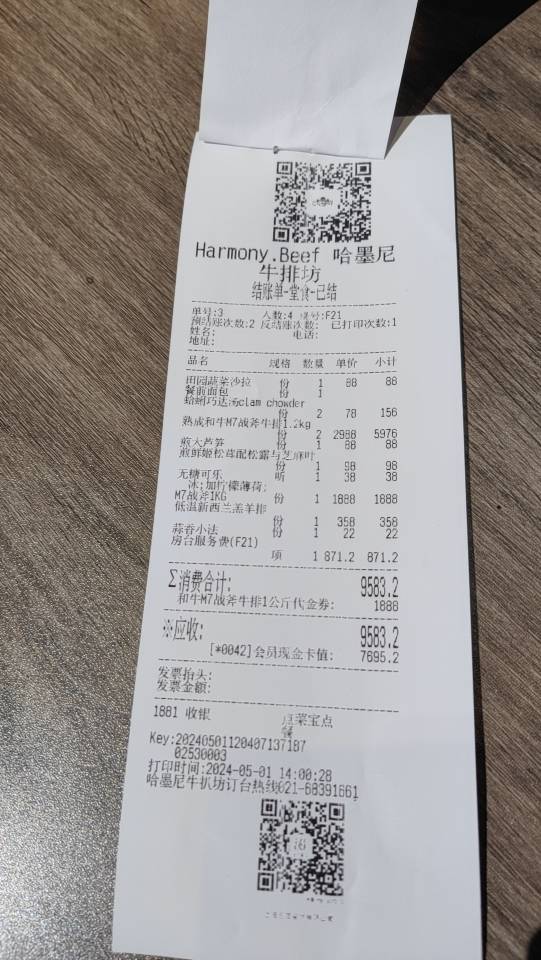 Harmony.Beef 哈墨尼
牛排坊
结账单-堂食-已结
单号:3 人数:4 桌号:F21
预结账次数:2 反结账次数: 已打印次数:1
姓名: 电话:
地址:
品名 规格 数量 单价 小计
田园蔬菜沙拉 份 1 88 88
餐前面包 份 1
蛤蜊巧达汤clam chowder
份 2 78 156
熟成和牛M7战斧牛排1.2kg
份 2 2988 5976
煎大芦笋 份 1 88 88
煎鲜姬松茸配松露与芝麻叶
份 1 98 98
无糖可乐 听 1 38 38
冰;加柠檬薄荷;
M7战斧1KG 份 1 1888 1888
低温新西兰羔羊排
份 1 358 358
蒜香小法 份 1 22 22
房台服务费(F21)
项 1 871.2 871.2
Σ消费合计: 9583.2
和牛M7战斧牛排1公斤代金券: 1888
※应收: 9583.2
[*0042]会员现金卡值: 7695.2
发票抬头:
发票金额:
1881 收银 点菜宝点
餐
Key:20240501120407137187
02530003
打印时间:2024-05-01 14:00:28
哈墨尼牛扒坊订台热线021-68391661